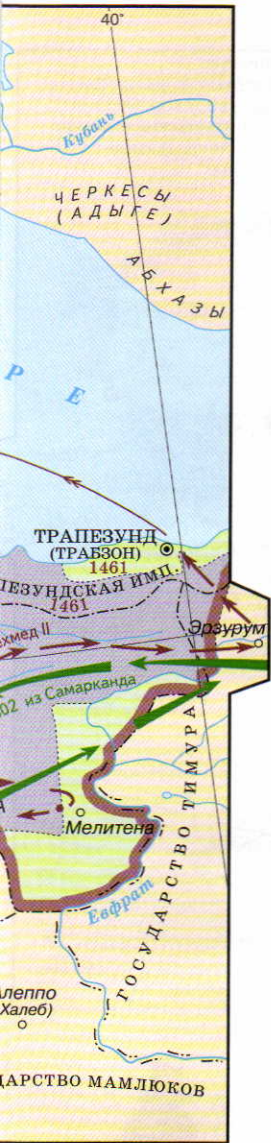 40°
Кубань
ЧЕРКЕСЫ
(АДЫГЕ)
АБХАЗЫ
Р Е
ТРАПЕЗУНД
(ТРАБЗОН)
1461
ПЕЗУНДСКАЯ ИМП.
1461
ехмед II
Эрзурум
02 из Самарканда
ГОСУДАРСТВО ТИМУРА
Мелитена
Евфрат
Алеппо
(Халеб)
ДАРСТВО МАМЛЮКОВ